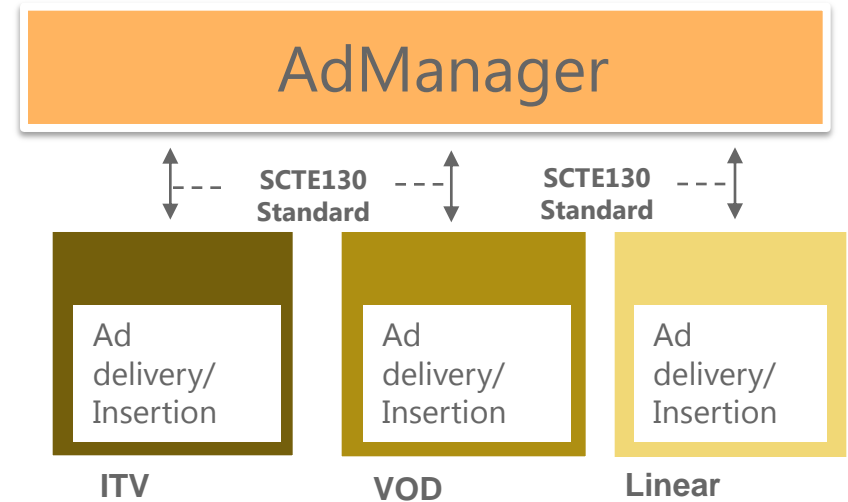 AdManager
SCTE130
Standard
SCTE130
Standard
Ad
delivery/
Insertion
Ad
delivery/
Insertion
Ad
delivery/
Insertion
ITV
VOD
Linear